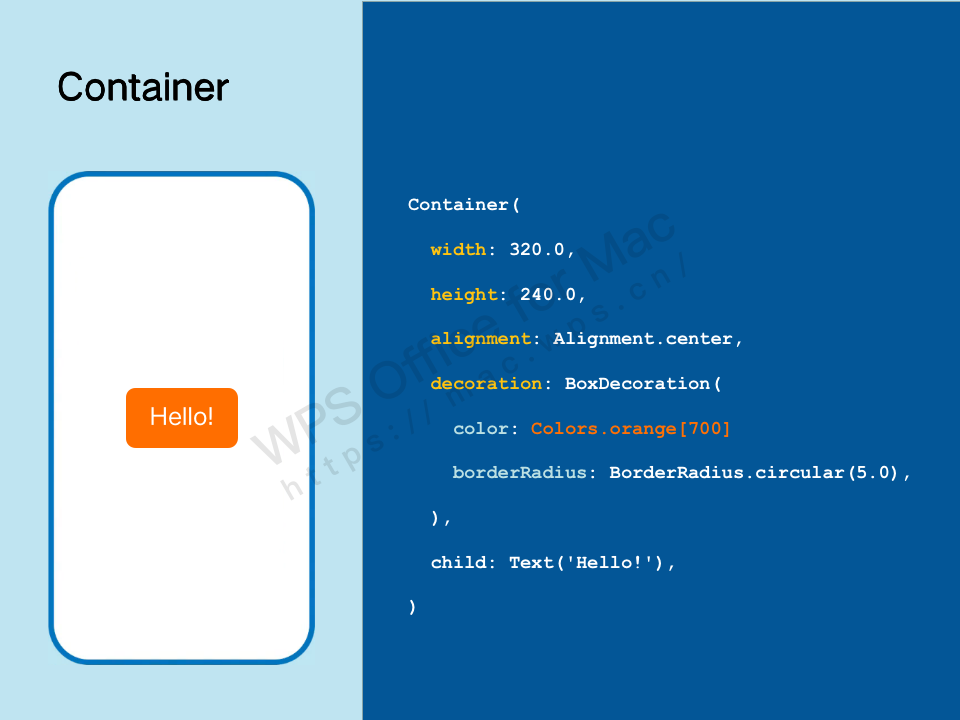 Container
Hello!
Container(
width: 320.0,
height: 240.0,
alignment: Alignment.center,
decoration: BoxDecoration(
color: Colors.orange[700]
borderRadius: BorderRadius.circular(5.0),
),
child: Text('Hello!'),
)
WPS Office for Mac
https://mac.wps.cn/